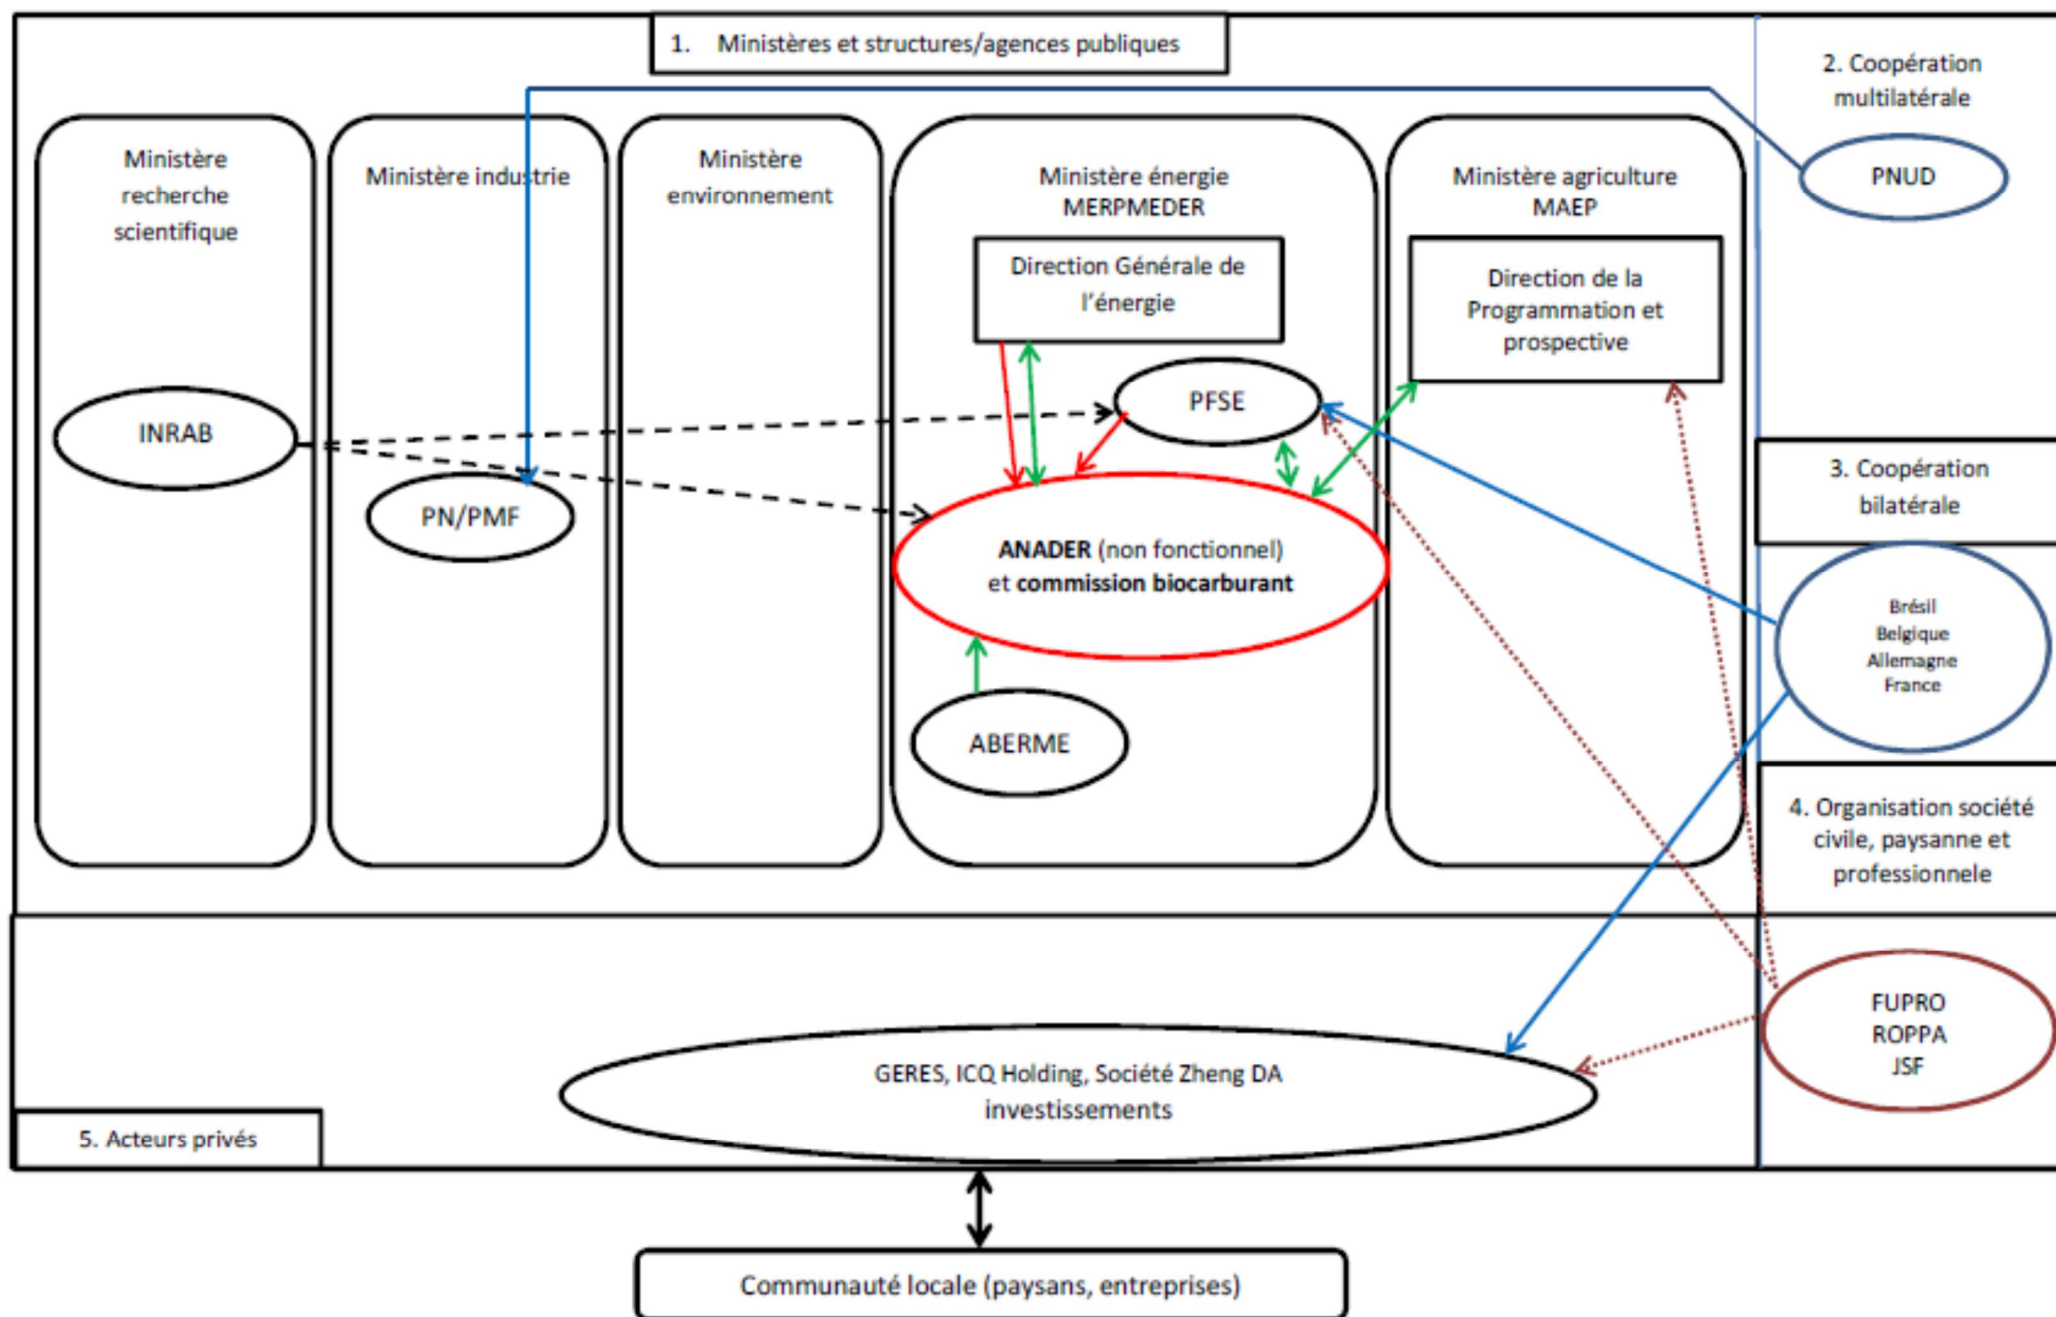 1. Ministères et structures/agences publiques
2. Coopération
multilatérale
PNUD
Ministère
recherche
scientifique
INRAB
Ministère industrie
PN/PMF
Ministère
environnement
Ministère énergie
MERPMEDER
Direction Générale de
l'énergie
PFSE
ANADER (non fonctionnel)
et commission biocarburant
ABERME
Ministère agriculture
MAEP
Direction de la
Programmation et
prospective
3. Coopération
bilatérale
Brésil
Belgique
Allemagne
France
4. Organisation société
civile, paysanne et
professionnele
FUPRO
ROPPA
JSF
GERES, ICQ Holding, Société Zheng DA
investissements
5. Acteurs privés
Communauté locale (paysans, entreprises)